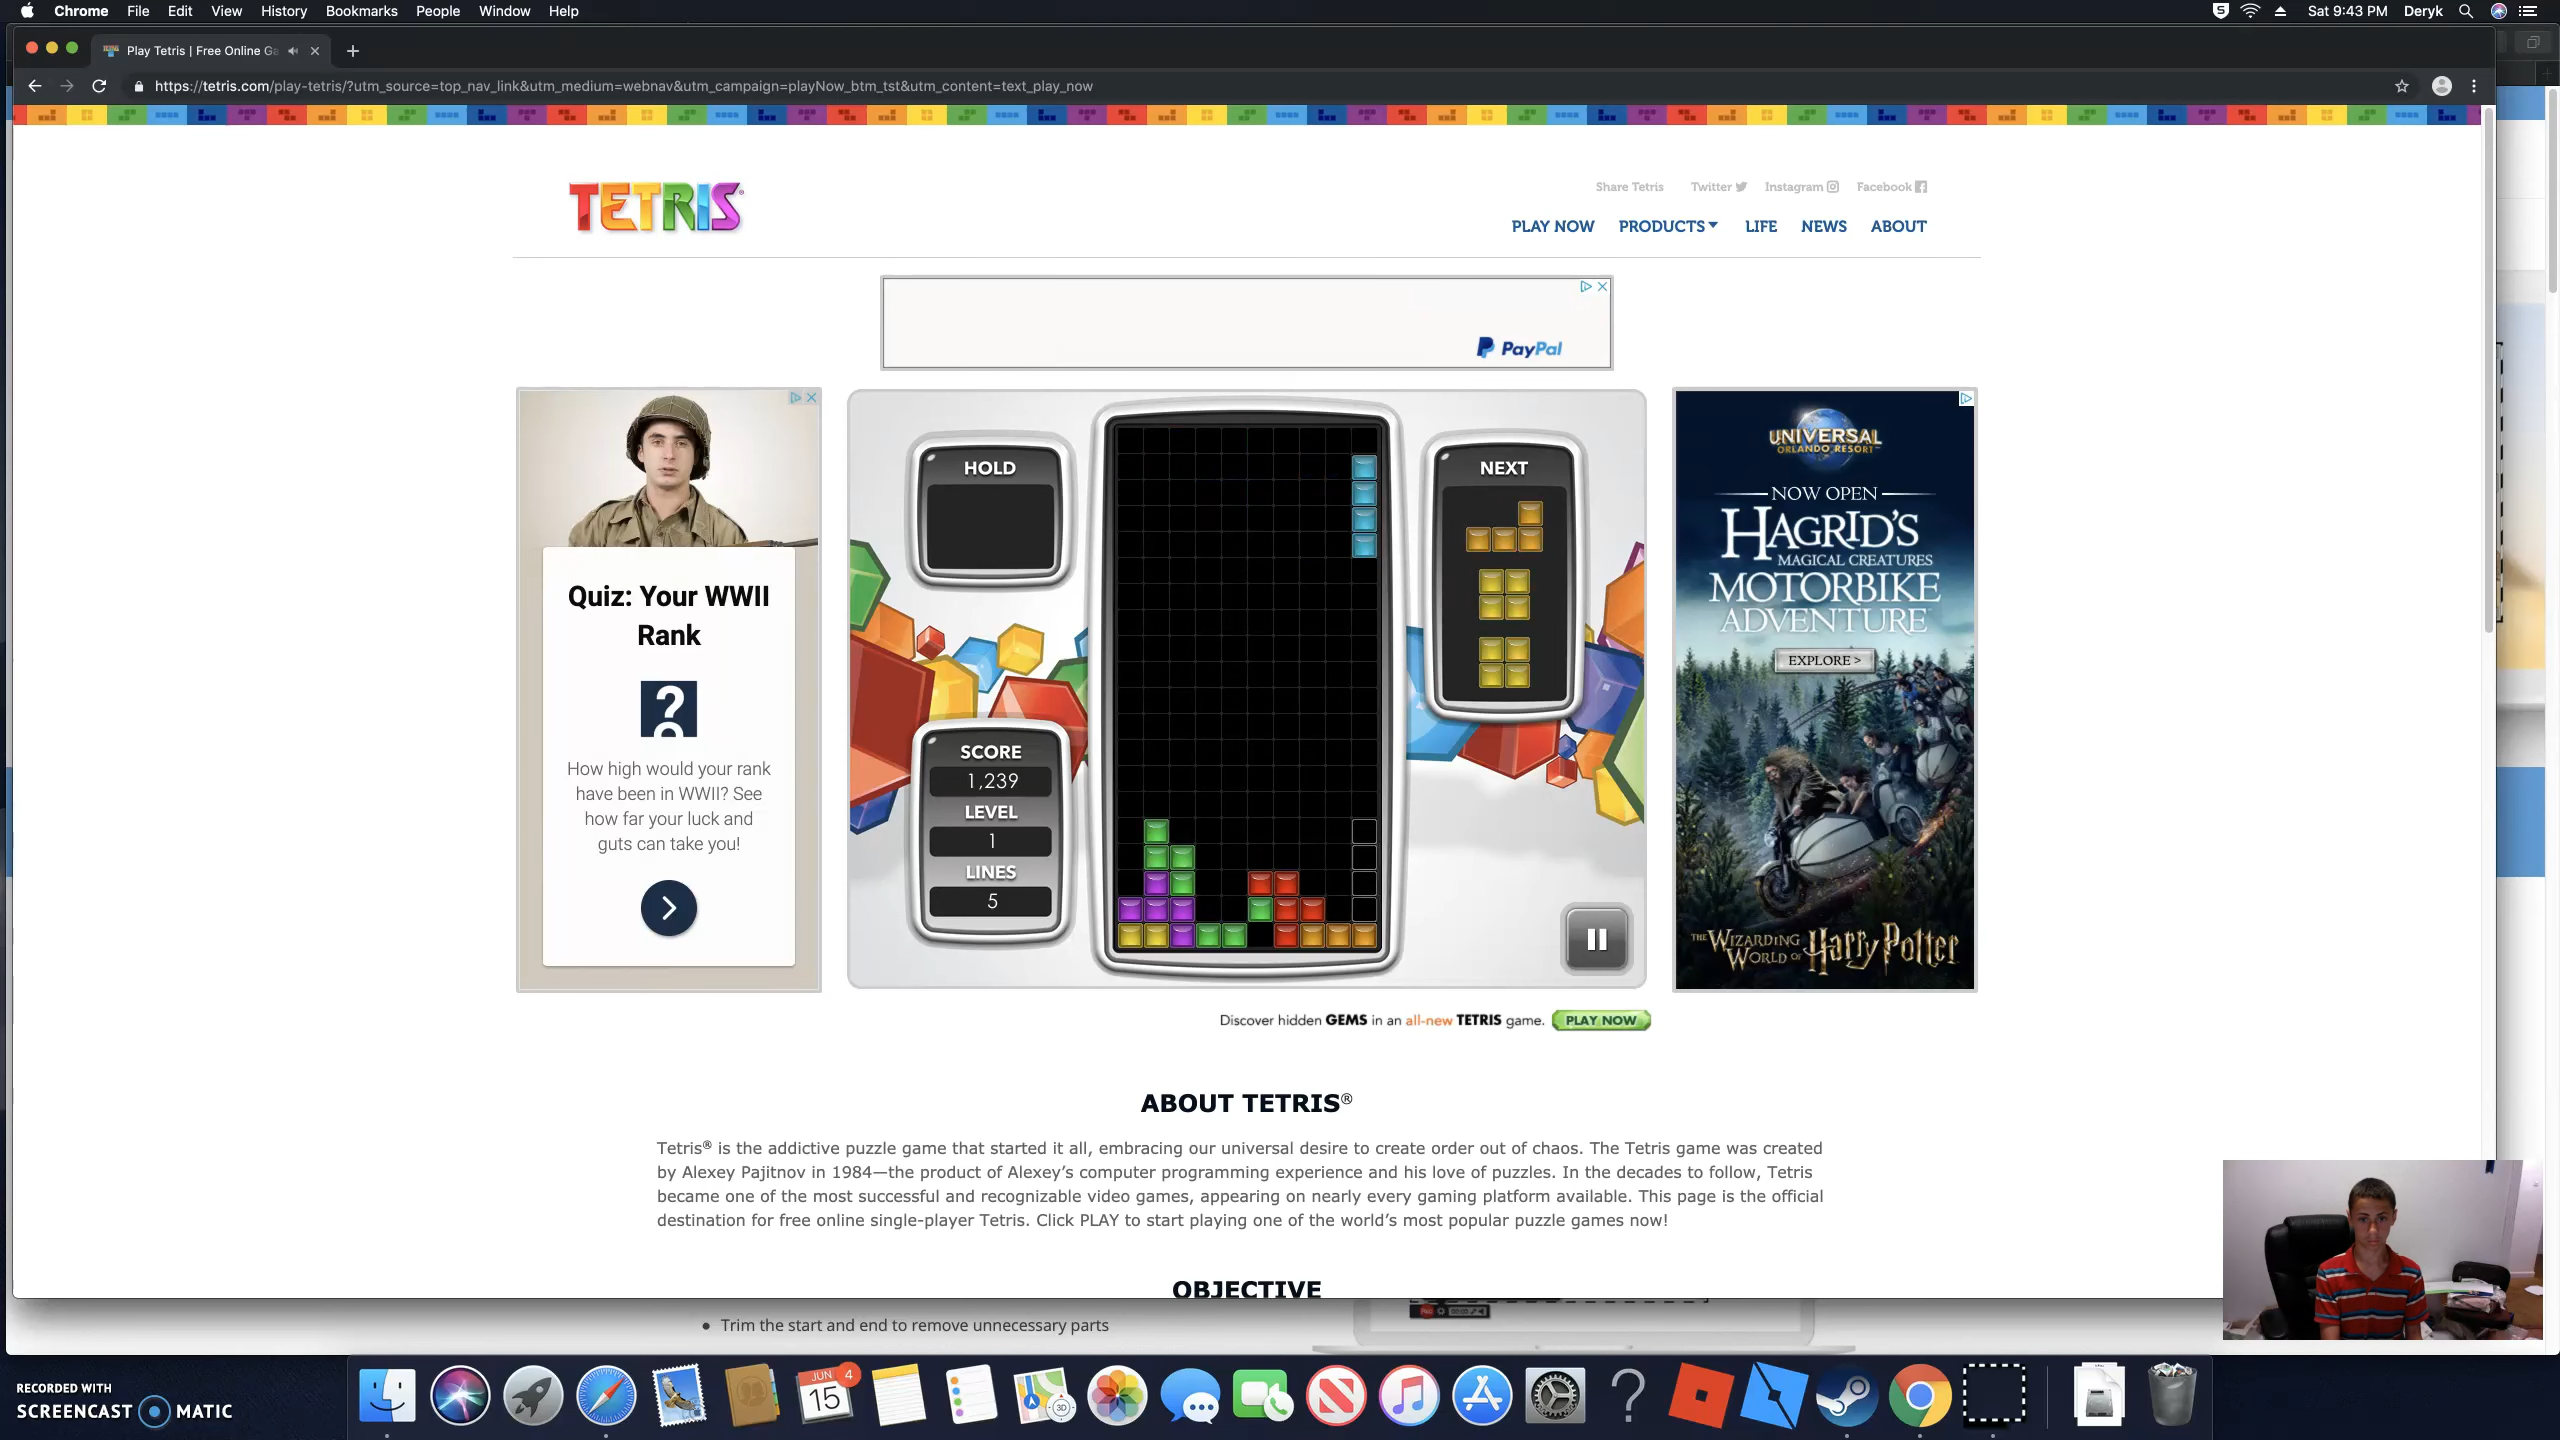 Chrome File Edit View History Bookmarks People Window Help
Sat 9:43 PM Deryk
Play Tetris | Free Online Ga
https://tetris.com/play-tetris/?utm_source=top_nav_link&utm_medium=webnav&utm_campaign=playNow_btm_tst&utm_content=text_play_now
TETRIS
Share Tetris Twitter Instagram Facebook
PLAY NOW PRODUCTS LIFE NEWS ABOUT
PayPal
Quiz: Your WWII
Rank
?
How high would your rank
have been in WWII? See
how far your luck and
guts can take you!
HOLD
SCORE
1,239
LEVEL
1
LINES
5
NEXT
UNIVERSAL
ORLANDO RESORT
NOW OPEN
HAGRID'S
MAGICAL CREATURES
MOTORBIKE
ADVENTURE
EXPLORE >
THE WIZARDING
WORLD OF Harry Potter
Discover hidden GEMS in an all-new TETRIS game. PLAY NOW
ABOUT TETRIS®
Tetris® is the addictive puzzle game that started it all, embracing our universal desire to create order out of chaos. The Tetris game was created
by Alexey Pajitnov in 1984—the product of Alexey’s computer programming experience and his love of puzzles. In the decades to follow, Tetris
became one of the most successful and recognizable video games, appearing on nearly every gaming platform available. This page is the official
destination for free online single-player Tetris. Click PLAY to start playing one of the world’s most popular puzzle games now!
OBJECTIVE
• Trim the start and end to remove unnecessary parts
JUN
15
4
3D
RECORDED WITH
SCREENCAST MATIC